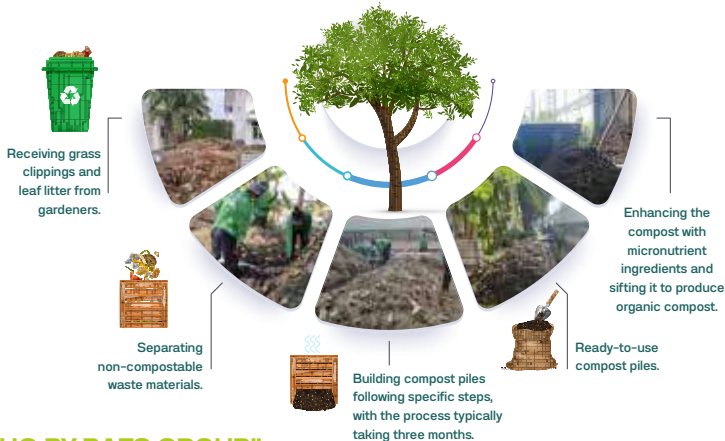 Receiving grass
clippings and
leaf litter from
gardeners.
Separating
non-compostable
waste materials.
Building compost piles
following specific steps,
with the process typically
taking three months.
Ready-to-use
compost piles.
Enhancing the
compost with
micronutrient
ingredients and
sifting it to produce
organic compost.